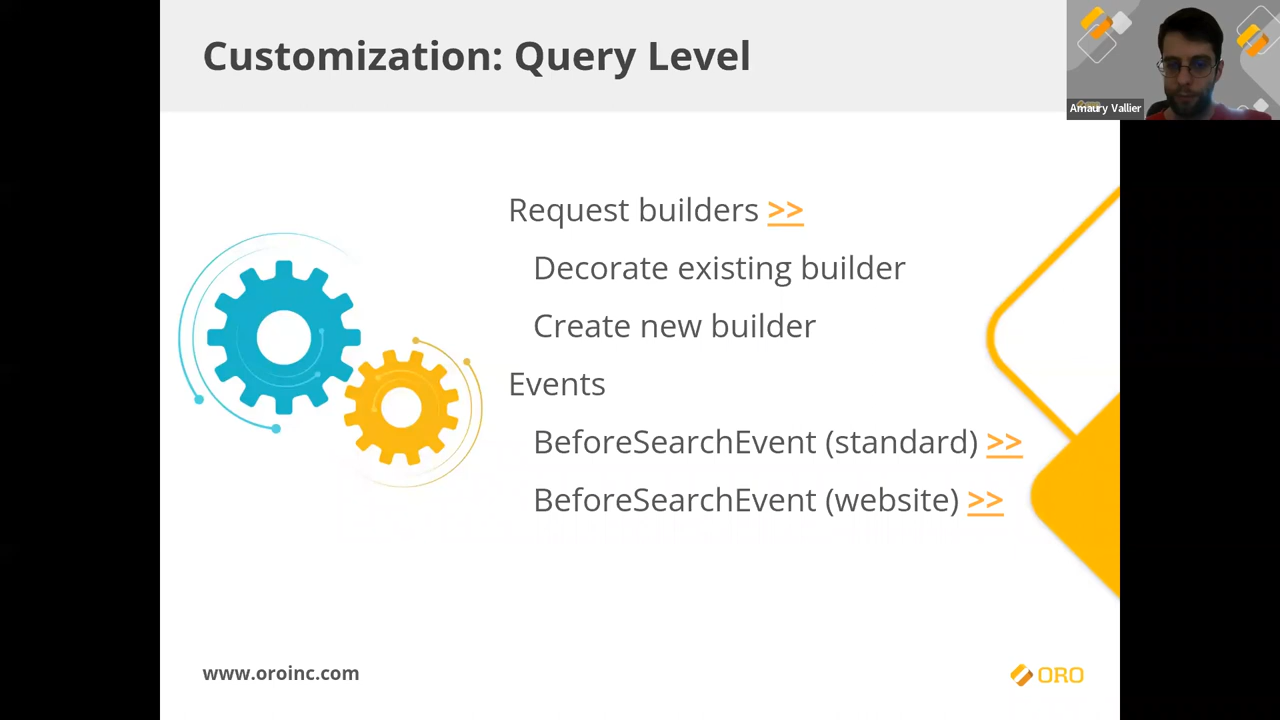 Customization: Query Level
Amaury Vallier
Request builders >>
Decorate existing builder
Create new builder
Events
BeforeSearchEvent (standard) >>
BeforeSearchEvent (website) >>
www.oroinc.com
ORO